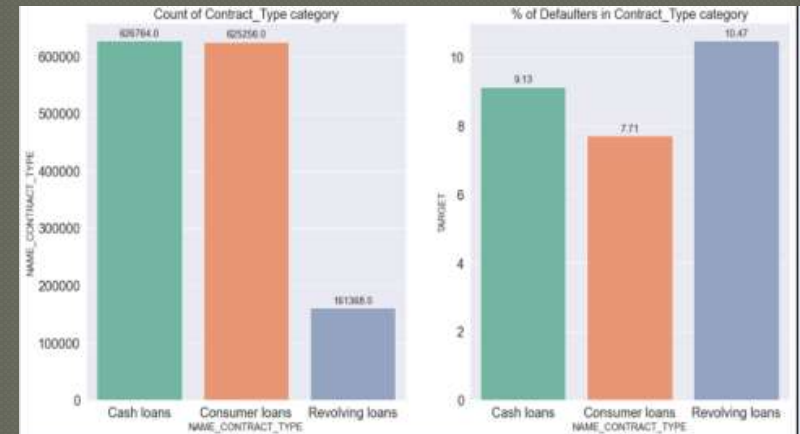 Count of Contract_Type category
626764.0
625256.0
161368.0
600000
500000
400000
300000
200000
100000
0
NAME_CONTRACT_TYPE
Cash loans
Consumer loans
Revolving loans
NAME_CONTRACT_TYPE
% of Defaulters in Contract_Type category
9.13
7.71
10.47
10
8
6
4
2
0
TARGET
Cash loans
Consumer loans
Revolving loans
NAME_CONTRACT_TYPE